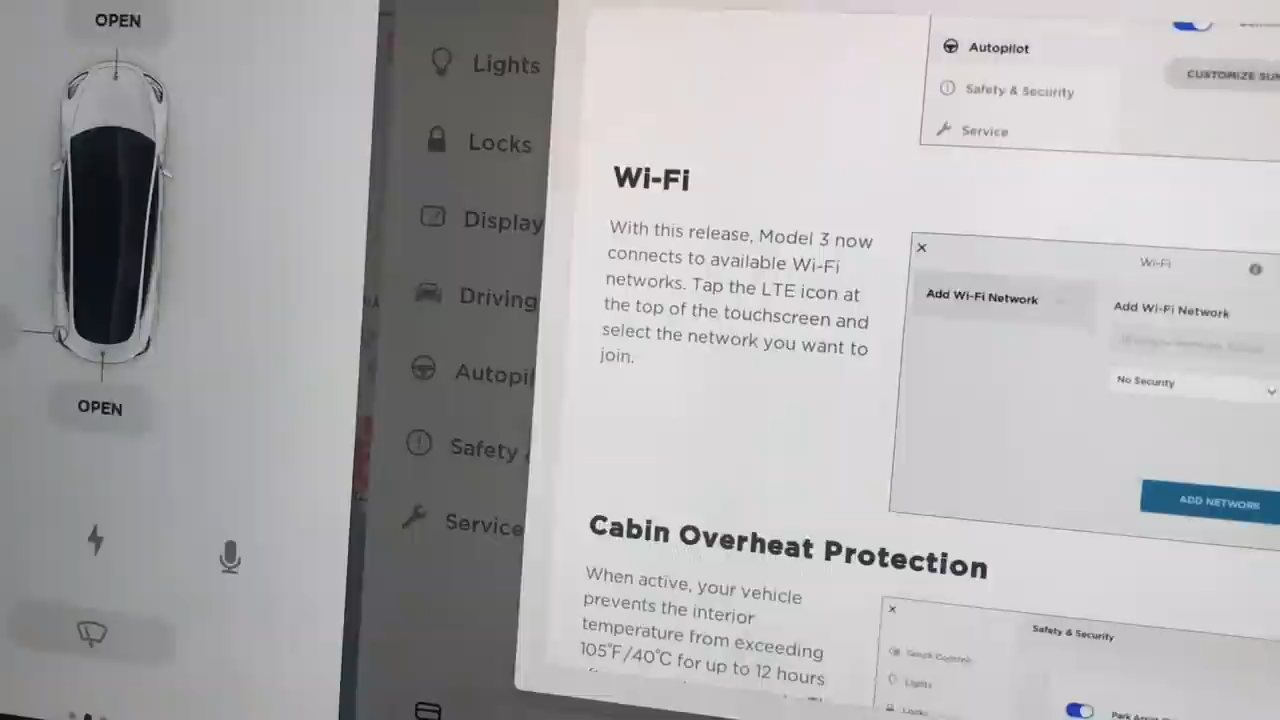 OPEN
OPEN
Lights
Locks
Display
Driving
Autopil
Safety
Service
Autopilot
Safety & Security
Service
CUSTOMIZE SUM
Wi-Fi
With this release, Model 3 now
connects to available Wi-Fi
networks. Tap the LTE icon at
the top of the touchscreen and
select the network you want to
join.
Wi-Fi
Add Wi-Fi Network
Add Wi-Fi Network
No Security
ADD NETWORK
Cabin Overheat Protection
When active, your vehicle
prevents the interior
temperature from exceeding
105°F/40°C for up to 12 hours
Safety & Security
Lights
Locks
Park Assist